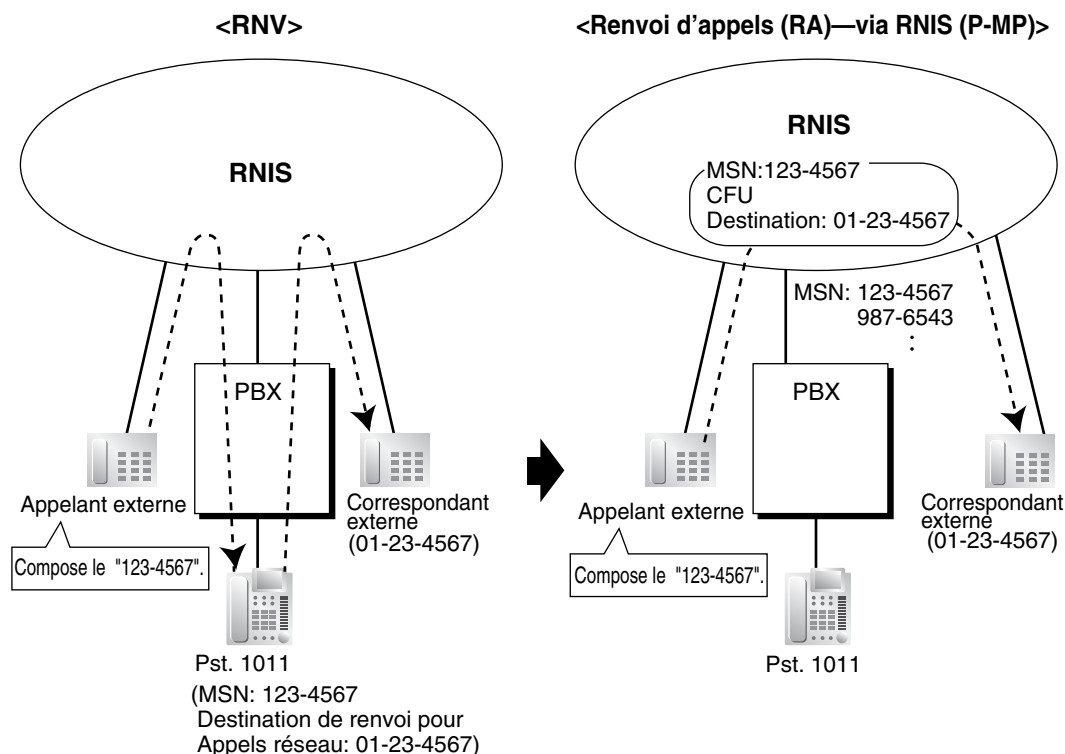 <RNV>
RNIS
PBX
Appelant externe
Compose le "123-4567".
Correspondant
externe
(01-23-4567)
Pst. 1011
(MSN: 123-4567
Destination de renvoi pour
Appels réseau: 01-23-4567)
<Renvoi d'appels (RA)—via RNIS (P-MP)>
RNIS
MSN:123-4567
CFU
Destination: 01-23-4567
MSN: 123-4567
987-6543
:
PBX
Appelant externe
Compose le "123-4567".
Correspondant
externe
(01-23-4567)
Pst. 1011